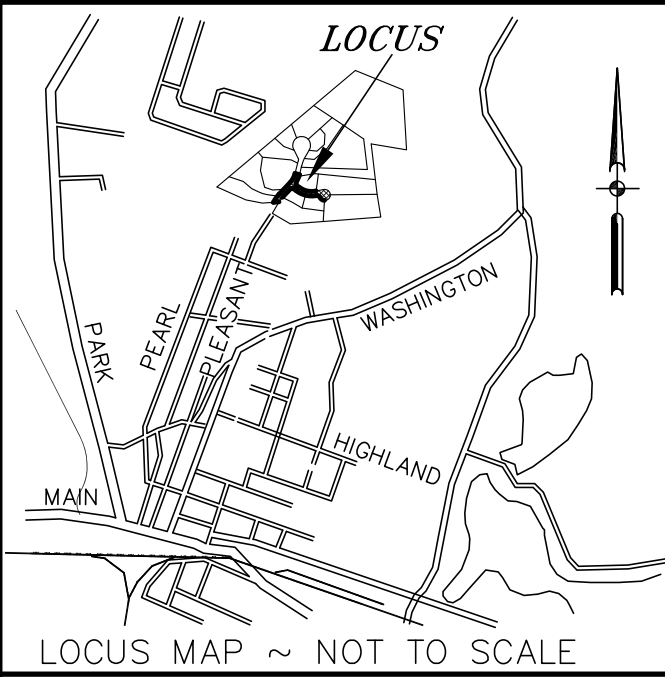 LOCUS
WASHINGTON
PEARL
PLEASANT
PARK
HIGHLAND
MAIN
LOCUS MAP ~ NOT TO SCALE